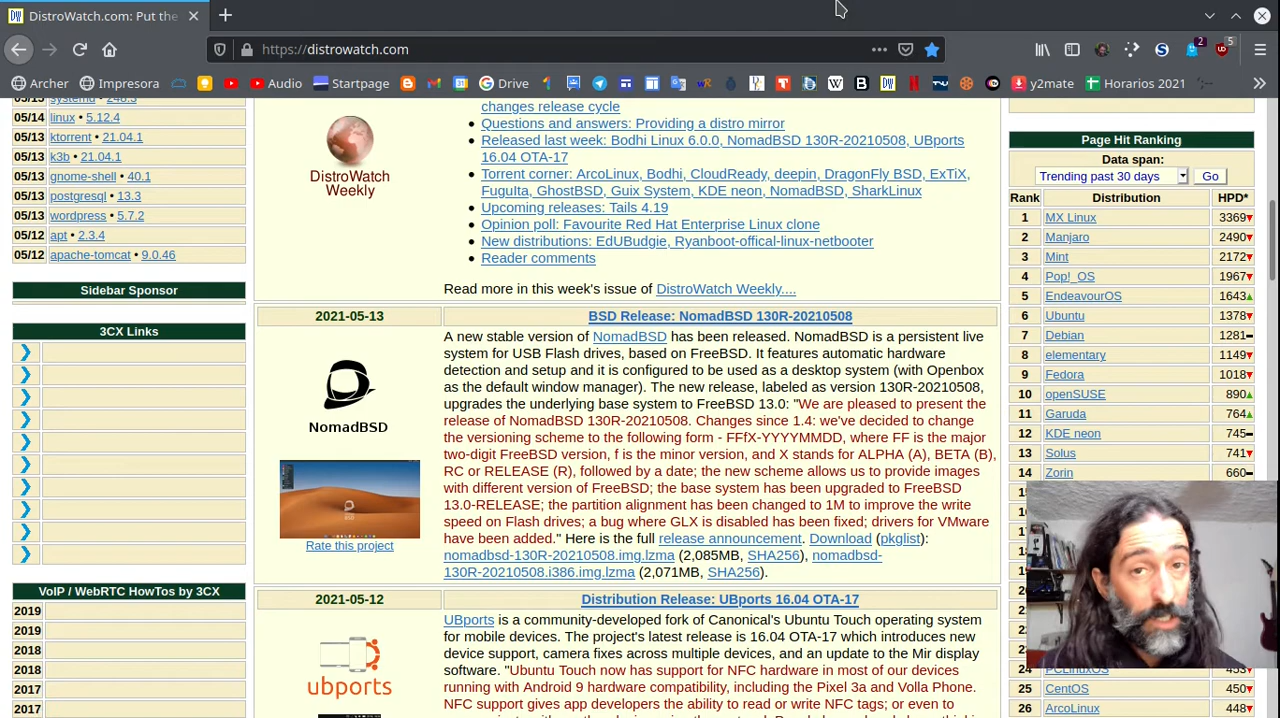 DistroWatch.com: Put the
https://distrowatch.com
2
5
Archer
Impresora
Audio
Startpage
Drive
y2mate
Horarios 2021
05/13 systemd • 248.3
05/14 linux • 5.12.4
05/13 ktorrent • 21.04.1
05/13 k3b • 21.04.1
05/13 gnome-shell • 40.1
05/13 postgresql • 13.3
05/13 wordpress • 5.7.2
05/12 apt • 2.3.4
05/12 apache-tomcat • 9.0.46
Sidebar Sponsor
3CX Links
VoIP / WebRTC HowTos by 3CX
2019
2019
2018
2018
2017
2017
DistroWatch
Weekly
changes release cycle
• Questions and answers: Providing a distro mirror
• Released last week: Bodhi Linux 6.0.0, NomadBSD 130R-20210508, UBports
16.04 OTA-17
• Torrent corner: ArcoLinux, Bodhi, CloudReady, deepin, DragonFly BSD, ExTiX,
FuguIta, GhostBSD, Guix System, KDE neon, NomadBSD, SharkLinux
• Upcoming releases: Tails 4.19
• Opinion poll: Favourite Red Hat Enterprise Linux clone
• New distributions: EdUBudgie, Ryanboot-offical-linux-netbooter
• Reader comments
Read more in this week's issue of DistroWatch Weekly....
2021-05-13
BSD Release: NomadBSD 130R-20210508
NomadBSD
Rate this project
A new stable version of NomadBSD has been released. NomadBSD is a persistent live
system for USB Flash drives, based on FreeBSD. It features automatic hardware
detection and setup and it is configured to be used as a desktop system (with Openbox
as the default window manager). The new release, labeled as version 130R-20210508,
upgrades the underlying base system to FreeBSD 13.0: "We are pleased to present the
release of NomadBSD 130R-20210508. Changes since 1.4: we've decided to change
the versioning scheme to the following form - FFfX-YYYYMMDD, where FF is the major
two-digit FreeBSD version, f is the minor version, and X stands for ALPHA (A), BETA (B),
RC or RELEASE (R), followed by a date; the new scheme allows us to provide images
with different version of FreeBSD; the base system has been upgraded to FreeBSD
13.0-RELEASE; the partition alignment has been changed to 1M to improve the write
speed on Flash drives; a bug where GLX is disabled has been fixed; drivers for VMware
have been added." Here is the full release announcement. Download (pkglist):
nomadbsd-130R-20210508.img.lzma (2,085MB, SHA256), nomadbsd-
130R-20210508.i386.img.lzma (2,071MB, SHA256).
2021-05-12
Distribution Release: UBports 16.04 OTA-17
ubports
UBports is a community-developed fork of Canonical's Ubuntu Touch operating system
for mobile devices. The project's latest release is 16.04 OTA-17 which introduces new
device support, camera fixes across multiple devices, and an update to the Mir display
software. "Ubuntu Touch now has support for NFC hardware in most of our devices
running with Android 9 hardware compatibility, including the Pixel 3a and Volla Phone.
NFC support gives app developers the ability to read or write NFC tags; or even to
Page Hit Ranking
Data span:
Trending past 30 days
Go
Rank Distribution HPD*
1 MX Linux 3369
2 Manjaro 2490
3 Mint 2172
4 Pop!_OS 1967
5 EndeavourOS 1643
6 Ubuntu 1378
7 Debian 1281
8 elementary 1149
9 Fedora 1018
10 openSUSE 890
11 Garuda 764
12 KDE neon 745
13 Solus 741
14 Zorin 660
24 PCLinuxOS 453
25 CentOS 450
26 ArcoLinux 448